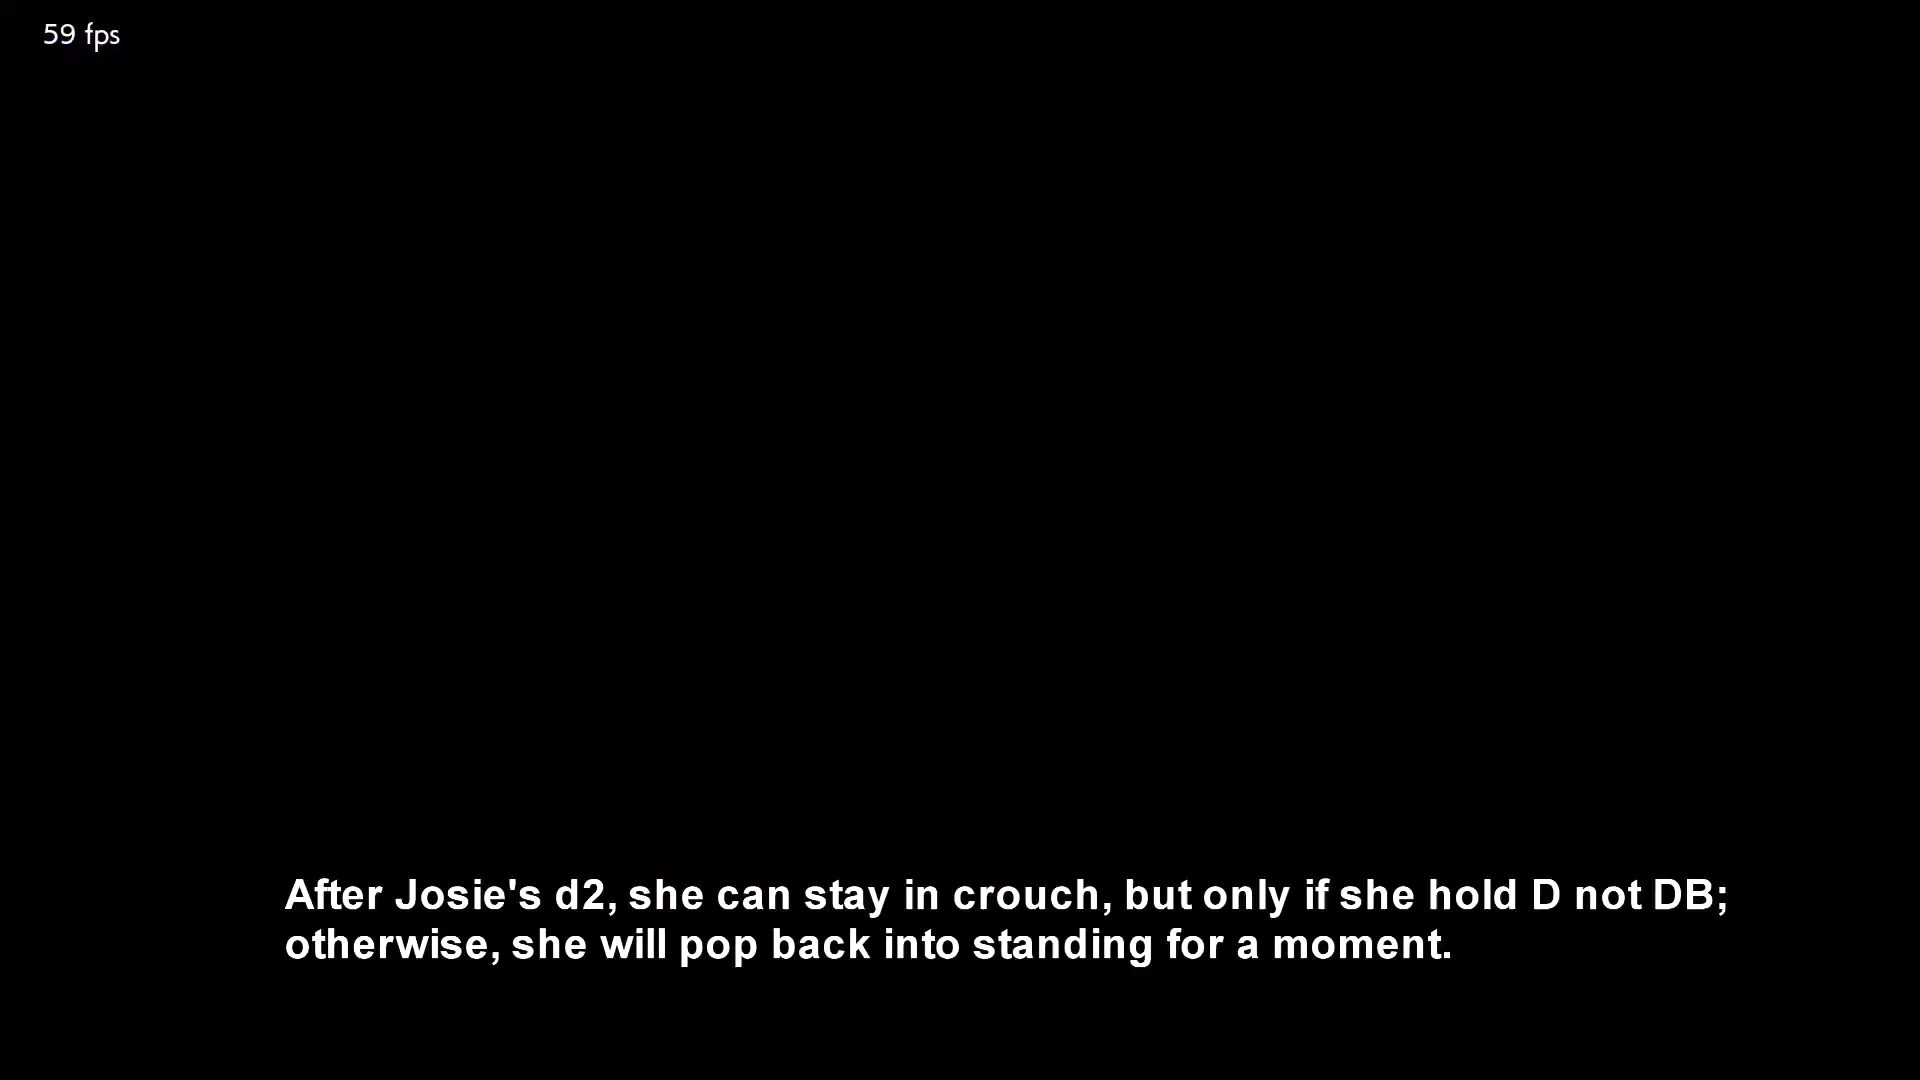 59 fps
After Josie's d2, she can stay in crouch, but only if she hold D not DB;
otherwise, she will pop back into standing for a moment.